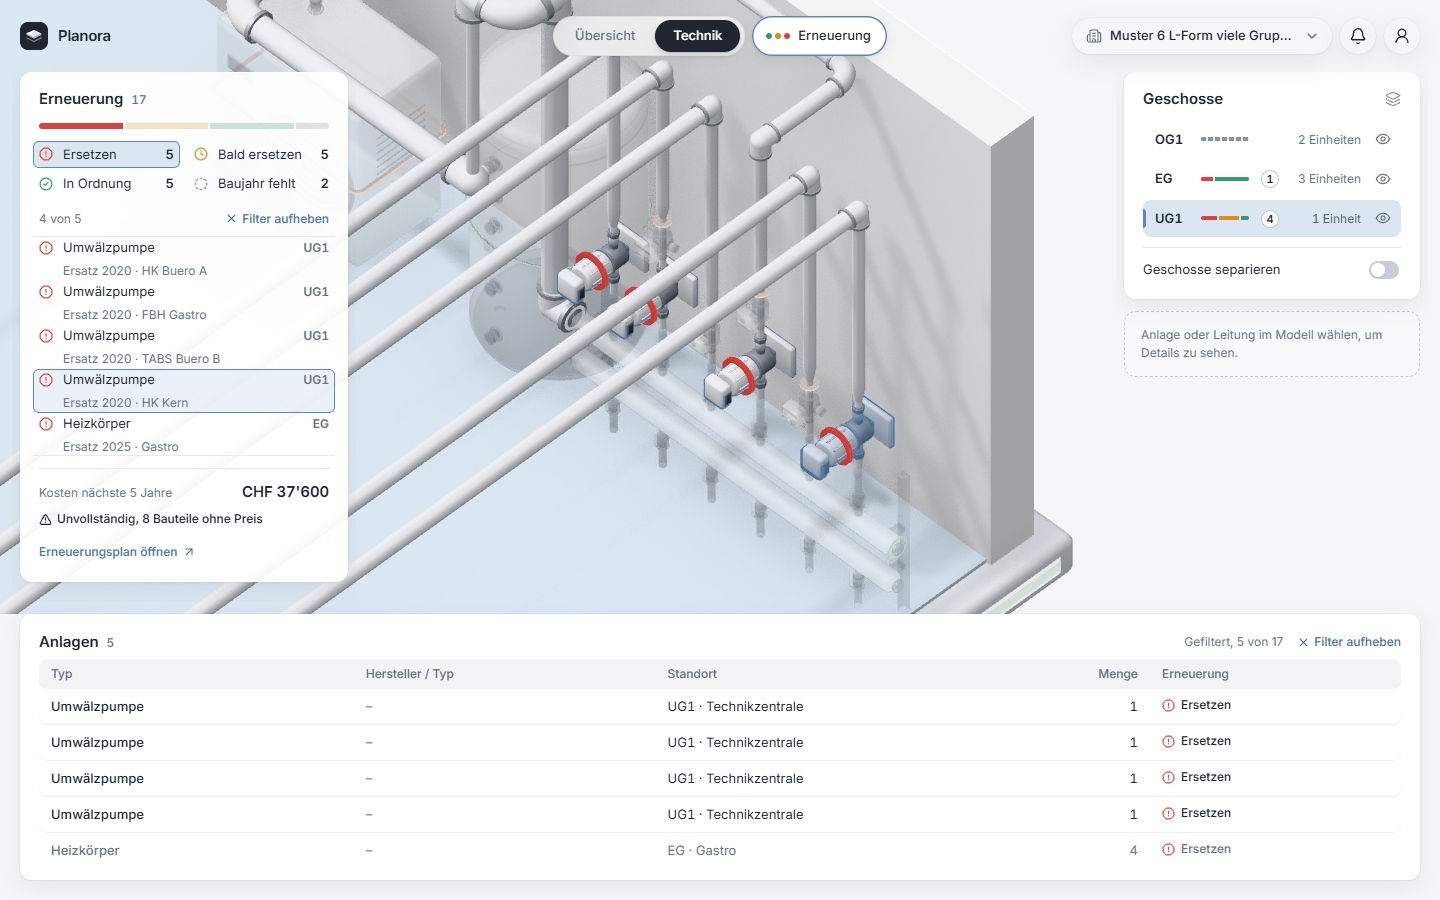 Planora
Übersicht
Technik
Erneuerung
Muster 6 L-Form viele Grup...
Erneuerung 17
Ersetzen 5
Bald ersetzen 5
In Ordnung 5
Baujahr fehlt 2
4 von 5
Filter aufheben
Umwälzpumpe UG1
Ersatz 2020 · HK Buero A
Umwälzpumpe UG1
Ersatz 2020 · FBH Gastro
Umwälzpumpe UG1
Ersatz 2020 · TABS Buero B
Umwälzpumpe UG1
Ersatz 2020 · HK Kern
Heizkörper EG
Ersatz 2025 · Gastro
Kosten nächste 5 Jahre CHF 37'600
Unvollständig, 8 Bauteile ohne Preis
Erneuerungsplan öffnen
Geschosse
OG1 2 Einheiten
EG 1 3 Einheiten
UG1 4 1 Einheit
Geschosse separieren
Anlage oder Leitung im Modell wählen, um
Details zu sehen.
Anlagen 5
Gefiltert, 5 von 17 Filter aufheben
Typ Hersteller / Typ Standort Menge Erneuerung
Umwälzpumpe – UG1 · Technikzentrale 1 Ersetzen
Umwälzpumpe – UG1 · Technikzentrale 1 Ersetzen
Umwälzpumpe – UG1 · Technikzentrale 1 Ersetzen
Umwälzpumpe – UG1 · Technikzentrale 1 Ersetzen
Heizkörper – EG · Gastro 4 Ersetzen